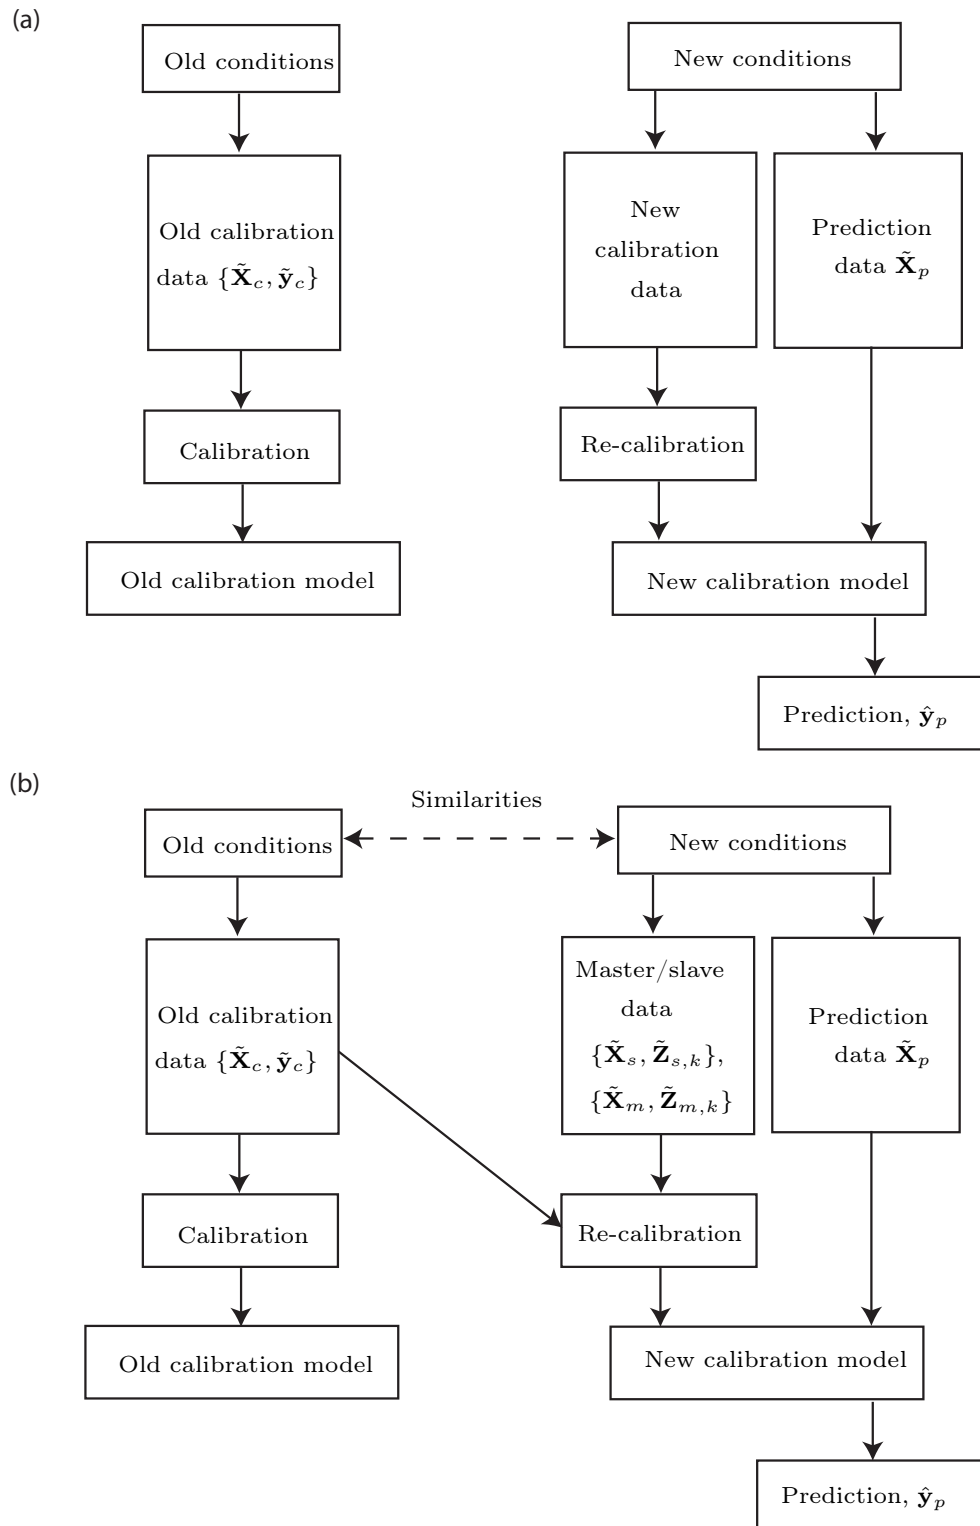 (a)
Old conditions
New conditions
Old calibration
data {X̃_c, ỹ_c}
New
calibration
data
Prediction
data X̃_p
Calibration
Re-calibration
Old calibration model
New calibration model
Prediction, ŷ_p
(b)
Similarities
Old conditions
New conditions
Old calibration
data {X̃_c, ỹ_c}
Master/slave
data
{X̃_s, Z̃_{s,k}},
{X̃_m, Z̃_{m,k}}
Prediction
data X̃_p
Calibration
Re-calibration
Old calibration model
New calibration model
Prediction, ŷ_p